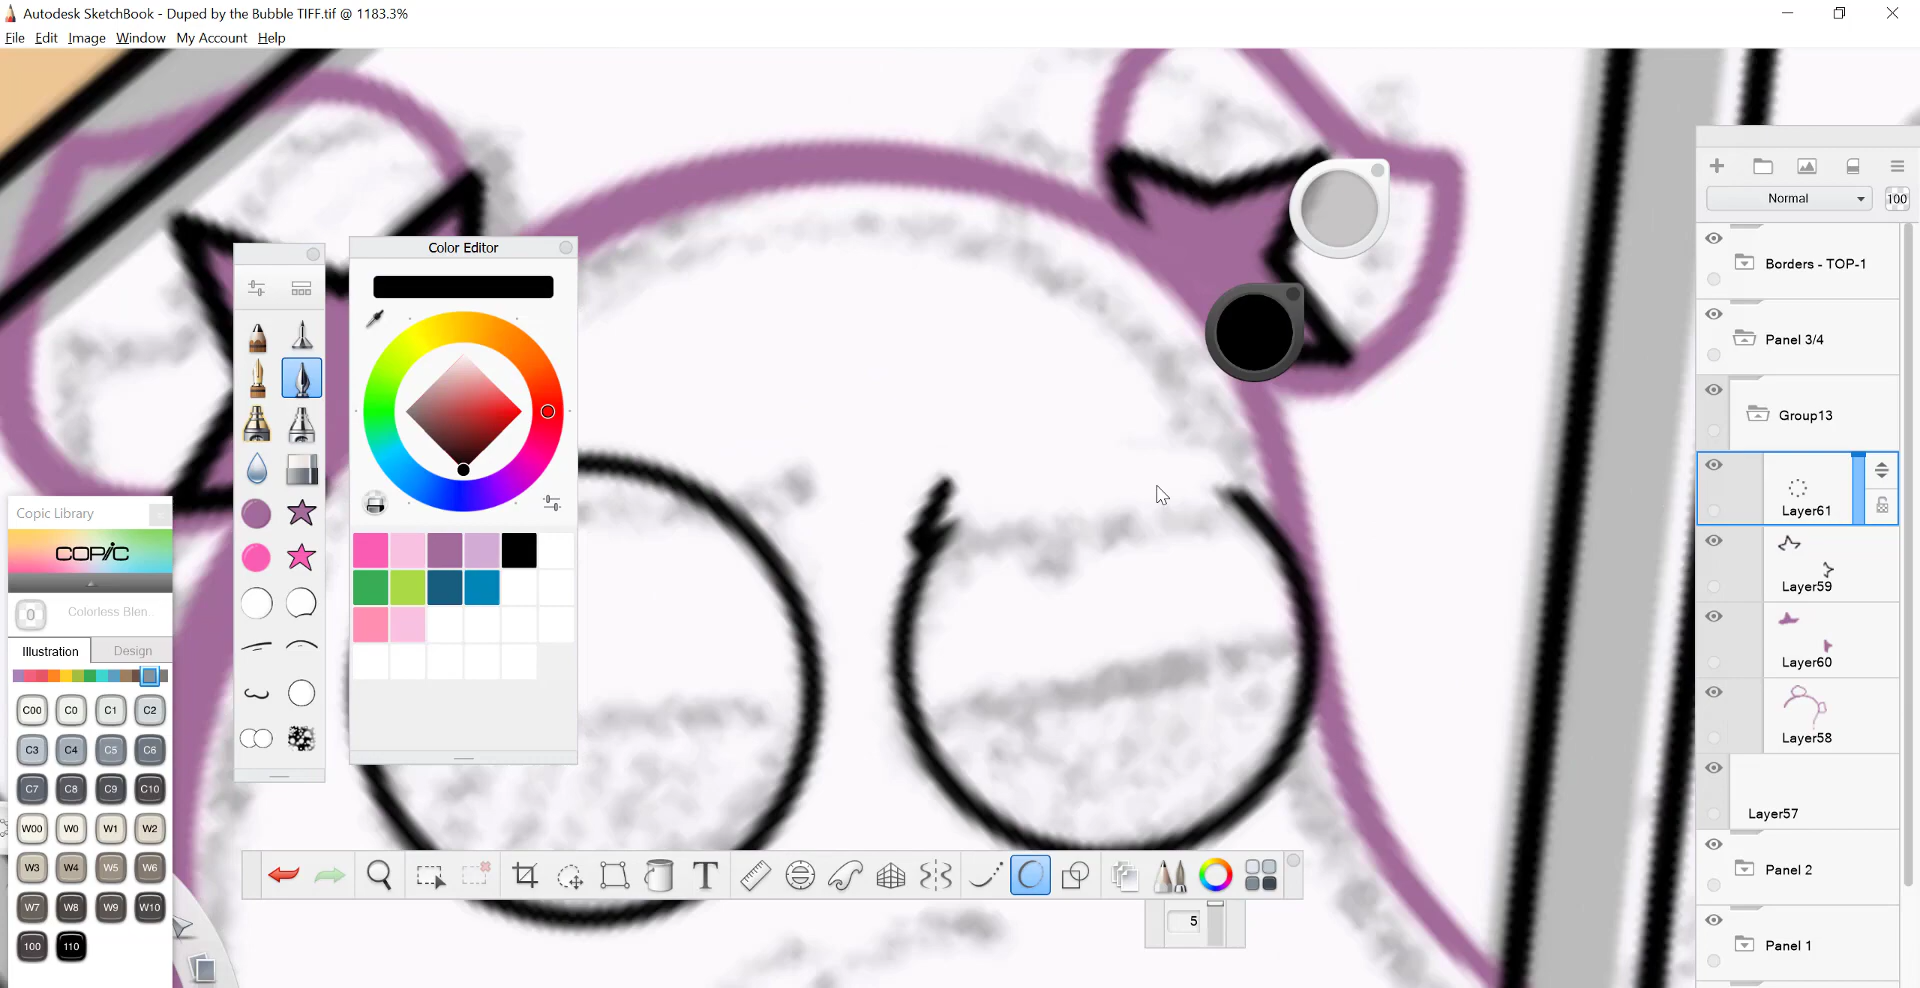 Autodesk SketchBook - Duped by the Bubble TIFF.tif @ 1183.3%
File Edit Image Window My Account Help
Color Editor
Normal 100
Borders - TOP-1
Panel 3/4
Group13
Layer61
Layer59
Layer60
Layer58
Layer57
Panel 2
Panel 1
Copic Library
COPIC
0 Colorless Blen..
Illustration Design
C00 C0 C1 C2
C3 C4 C5 C6
C7 C8 C9 C10
W00 W0 W1 W2
W3 W4 W5 W6
W7 W8 W9 W10
100 110
T
5